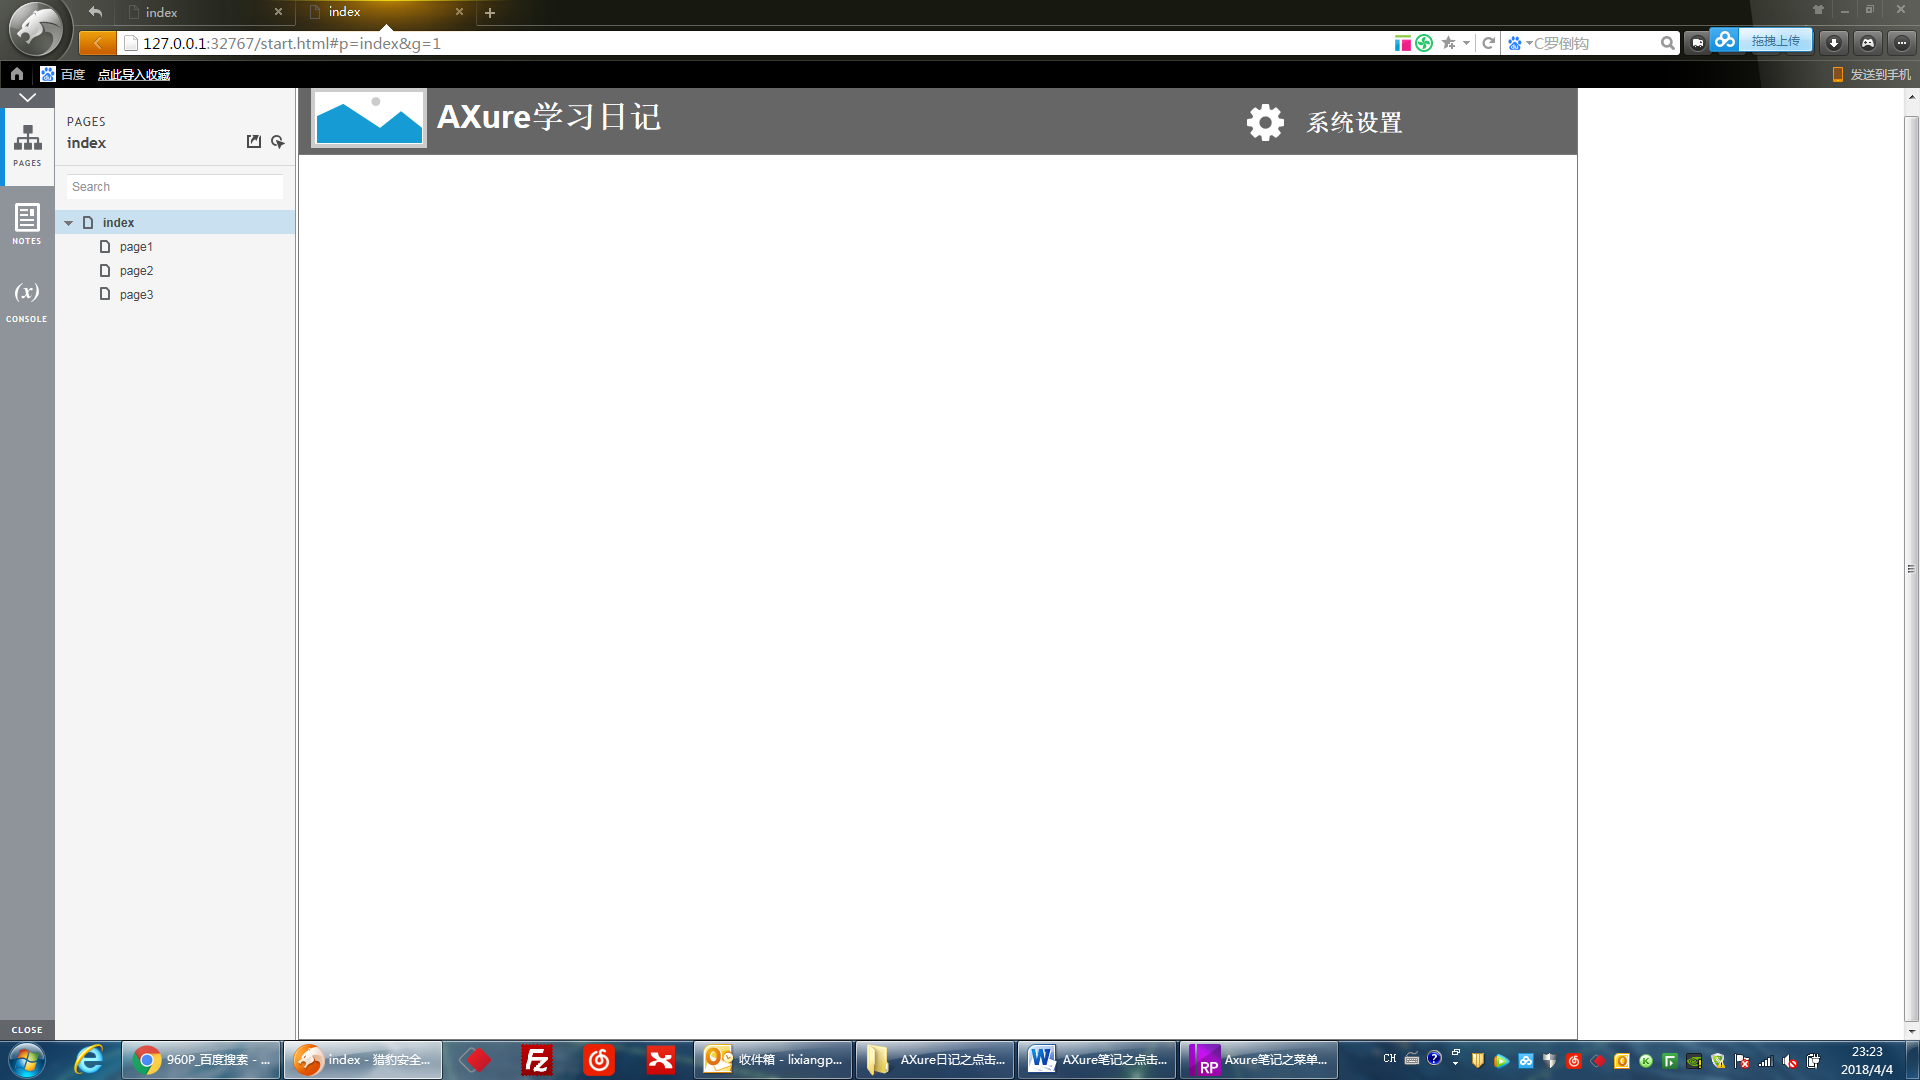 index
index
127.0.0.1:32767/start.html#p=index&g=1
C罗倒钩
拖拽上传
百度 点此导入收藏
发送到手机
PAGES
NOTES
(x)
CONSOLE
CLOSE
PAGES
index
Search
index
page1
page2
page3
AXure学习日记
系统设置
960P_百度搜索 - ...
index - 猎豹安全...
Fz
收件箱 - lixiangp...
AXure日记之点击...
AXure笔记之点击...
RP
Axure笔记之菜单...
CH
23:23
2018/4/4